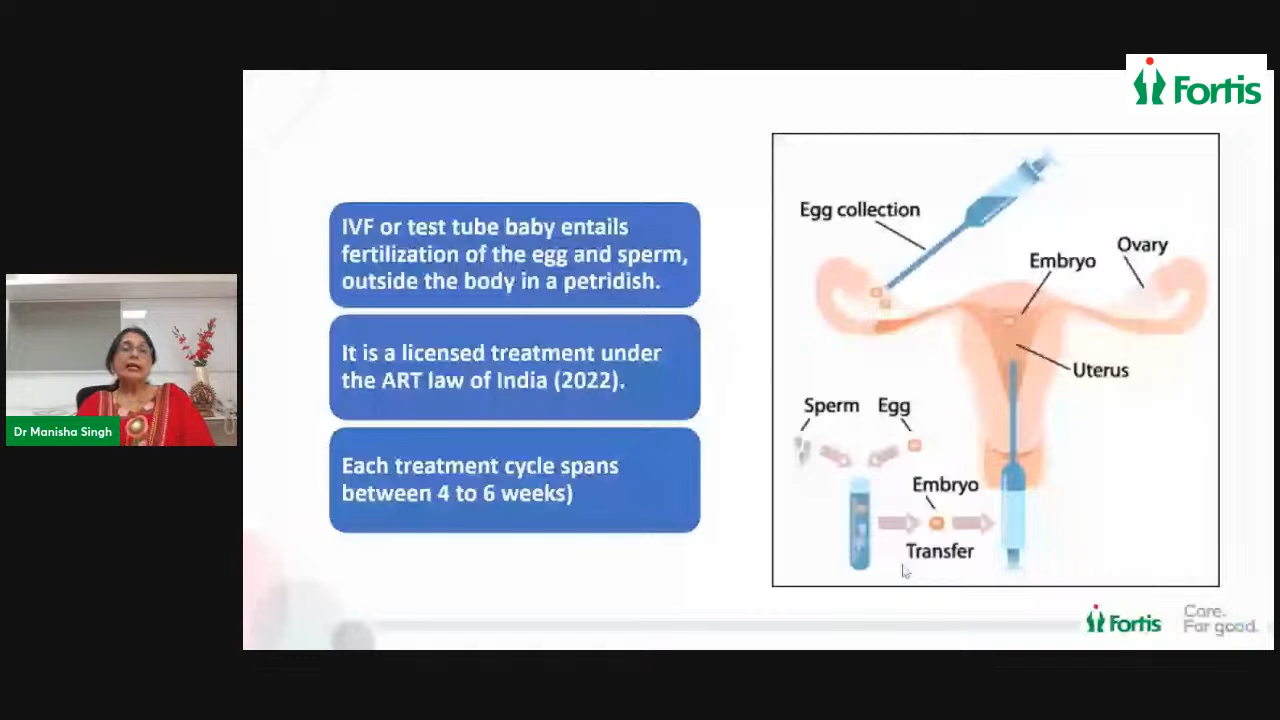 Fortis
IVF or test tube baby entails
fertilization of the egg and sperm,
outside the body in a petridish.
It is a licensed treatment under
the ART law of India (2022).
Each treatment cycle spans
between 4 to 6 weeks)
Egg collection
Ovary
Embryo
Uterus
Sperm Egg
Embryo
Transfer
Dr Manisha Singh
Fortis
Care.
For good.